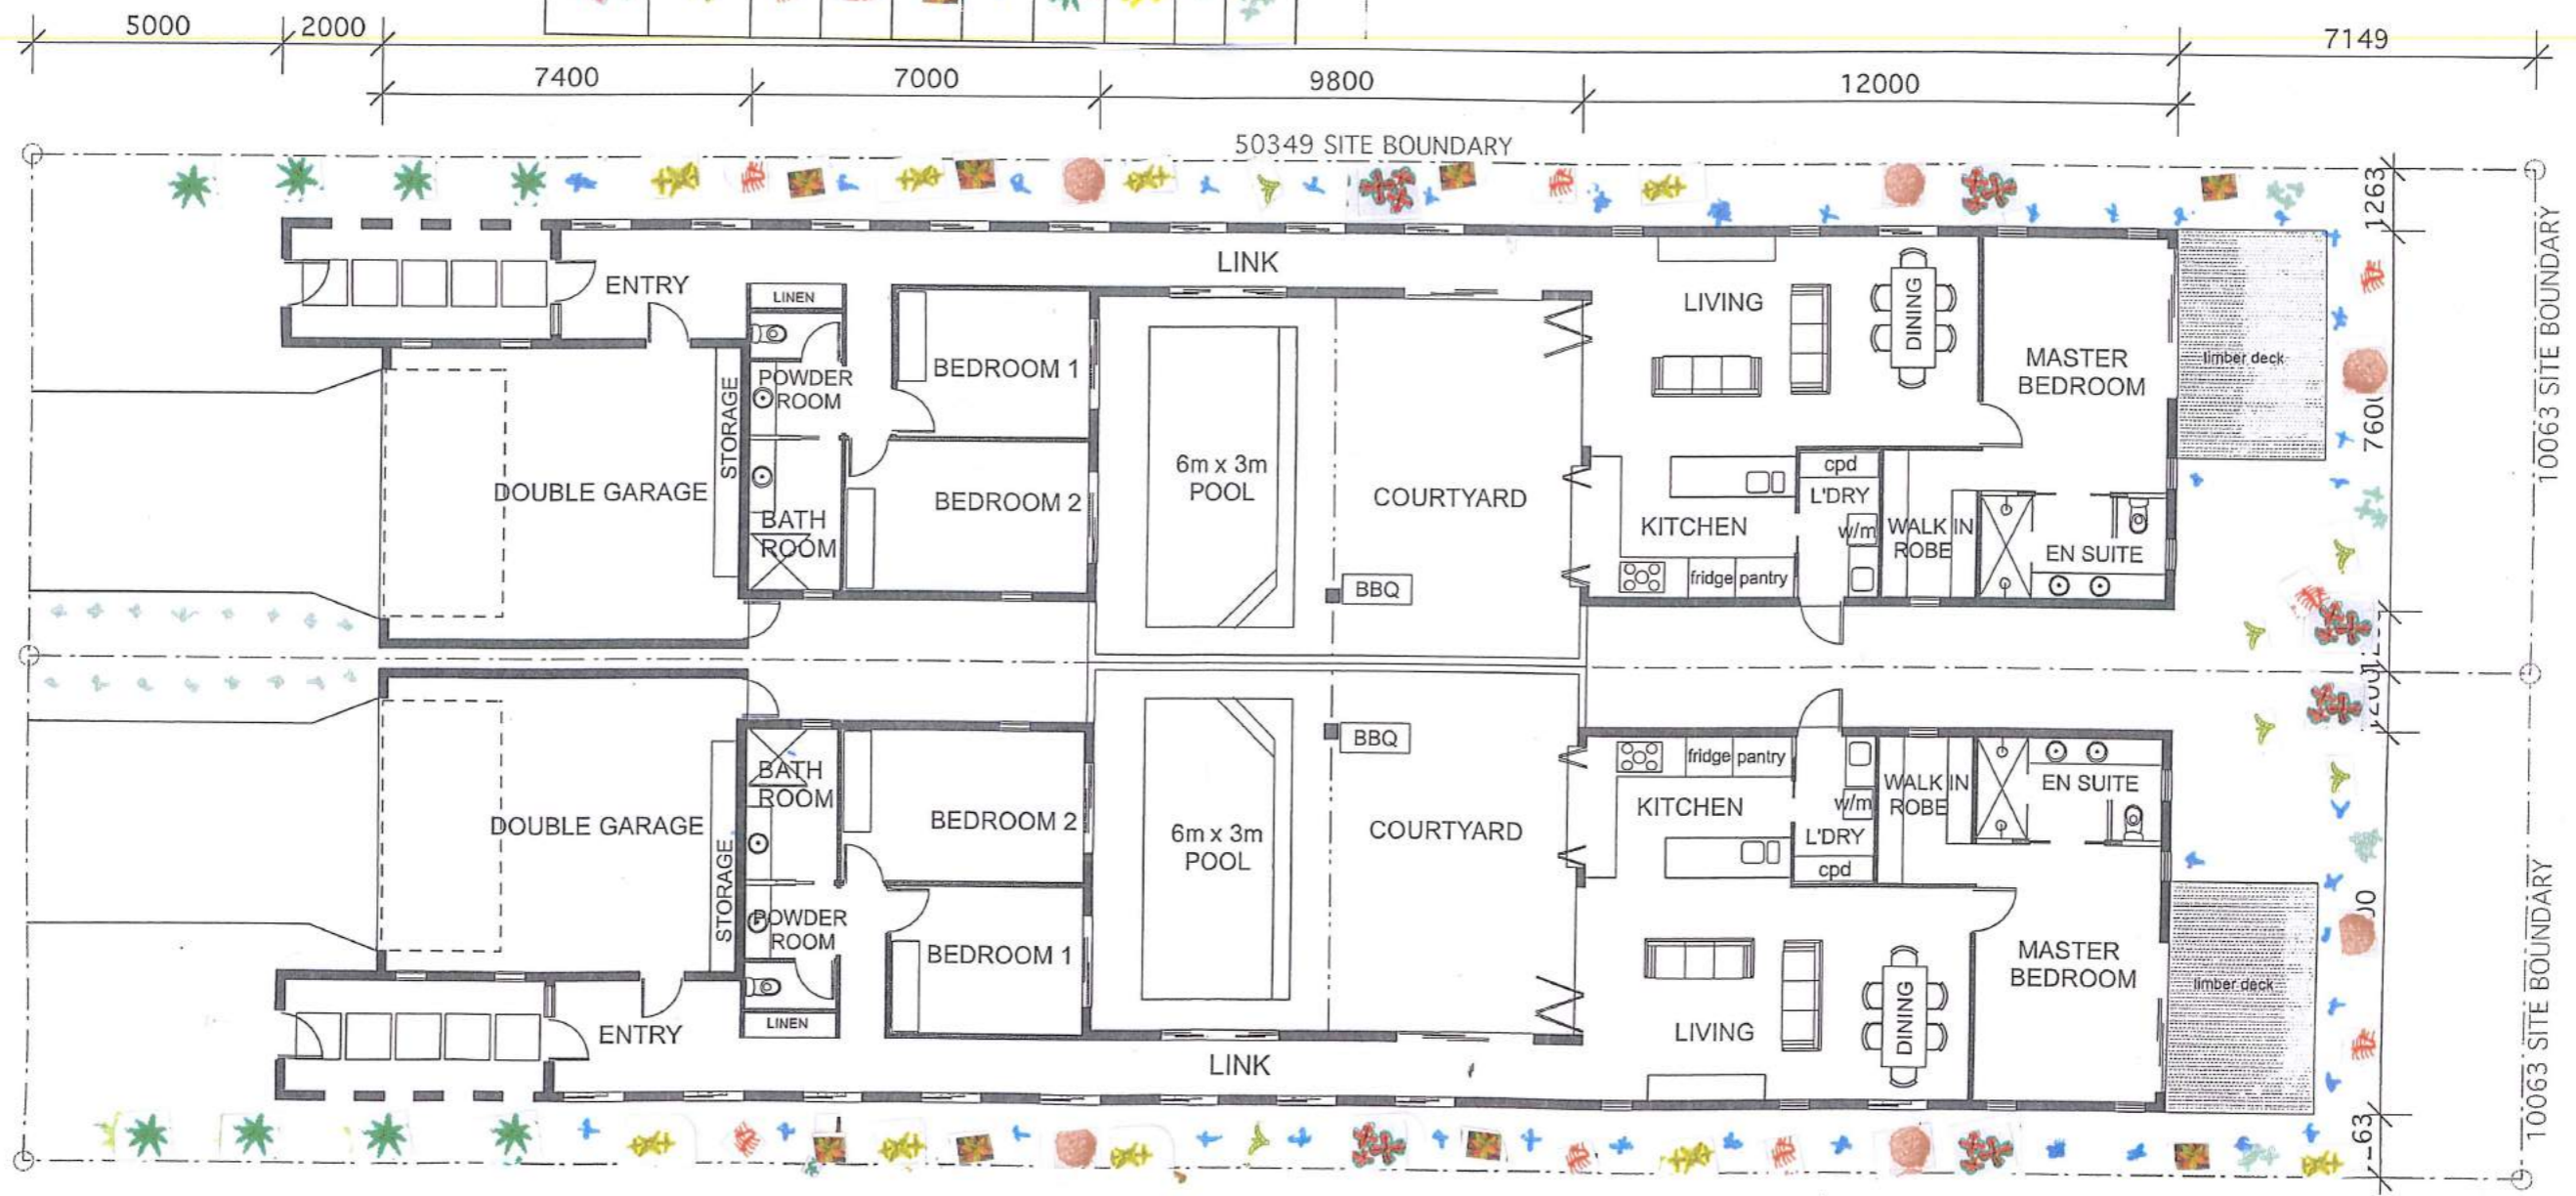 5000
2000
7149
7400
7000
9800
12000
50349 SITE BOUNDARY
1263
10063 SITE BOUNDARY
ENTRY
LINEN
LINK
LIVING
DINING
MASTER
BEDROOM
limber deck
POWDER
ROOM
BEDROOM 1
STORAGE
DOUBLE GARAGE
BATH
ROOM
BEDROOM 2
6m x 3m
POOL
COURTYARD
BBQ
KITCHEN
fridge
pantry
cpd
L'DRY
w/m
WALK IN
ROBE
EN SUITE
DOUBLE GARAGE
STORAGE
BATH
ROOM
BEDROOM 2
POWDER
ROOM
BEDROOM 1
LINEN
ENTRY
6m x 3m
POOL
COURTYARD
BBQ
fridge
pantry
KITCHEN
w/m
L'DRY
cpd
WALK IN
ROBE
EN SUITE
LINK
LIVING
DINING
MASTER
BEDROOM
limber deck
10063 SITE BOUNDARY